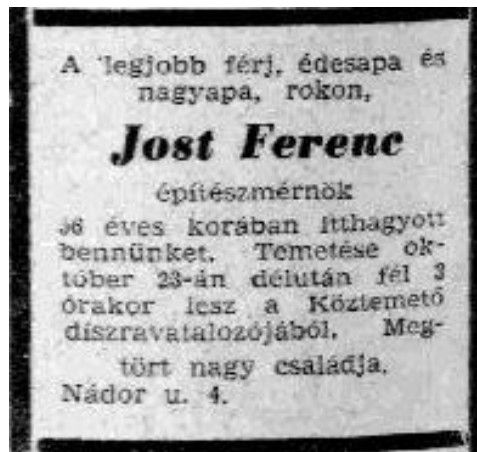 A legjobb férj, édesapa és
nagyapa, rokon,
Jost Ferenc
építészmérnök
éves korában itthagyott
bennünket. Temetése ok-
tóber 23-án délután fél 3
órakor lesz a Köztemető
díszravatalozójából. Meg-
tört nagy családja.
Nádor u. 4.